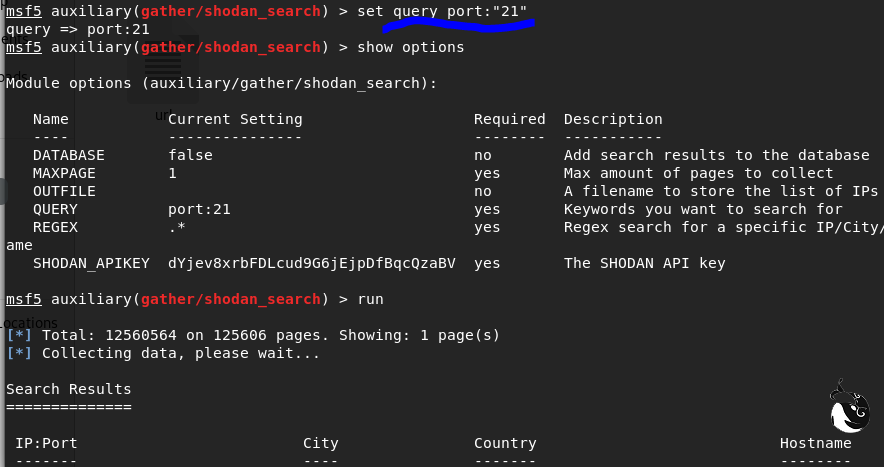 msf5 auxiliary(gather/shodan_search) > set query port:"21"
query => port:21
msf5 auxiliary(gather/shodan_search) > show options
Module options (auxiliary/gather/shodan_search):
Name Current Setting Required Description
---- --------------- -------- -----------
DATABASE false no Add search results to the database
MAXPAGE 1 yes Max amount of pages to collect
OUTFILE no A filename to store the list of IPs
QUERY port:21 yes Keywords you want to search for
REGEX .* yes Regex search for a specific IP/City/
ame
SHODAN_APIKEY dYjev8xrbFDLcud9G6jEjpDfBqcQzaBV yes The SHODAN API key
msf5 auxiliary(gather/shodan_search) > run
[*] Total: 12560564 on 125606 pages. Showing: 1 page(s)
[*] Collecting data, please wait...
Search Results
==============
IP:Port City Country Hostname
------- ---- ------- --------